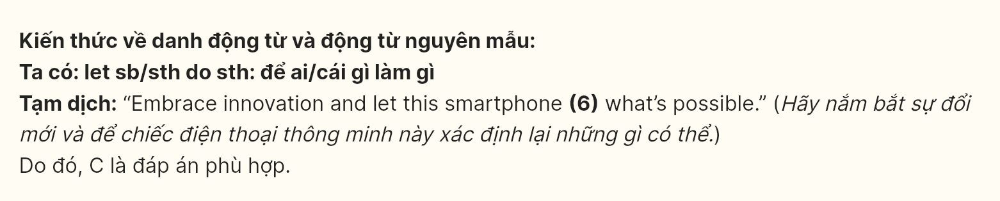 Kiến thức về danh động từ và động từ nguyên mẫu:
Ta có: let sb/sth do sth: để ai/cái gì làm gì
Tạm dịch: “Embrace innovation and let this smartphone (6) what’s possible.” (Hãy nắm bắt sự đổi
mới và để chiếc điện thoại thông minh này xác định lại những gì có thể.)
Do đó, C là đáp án phù hợp.